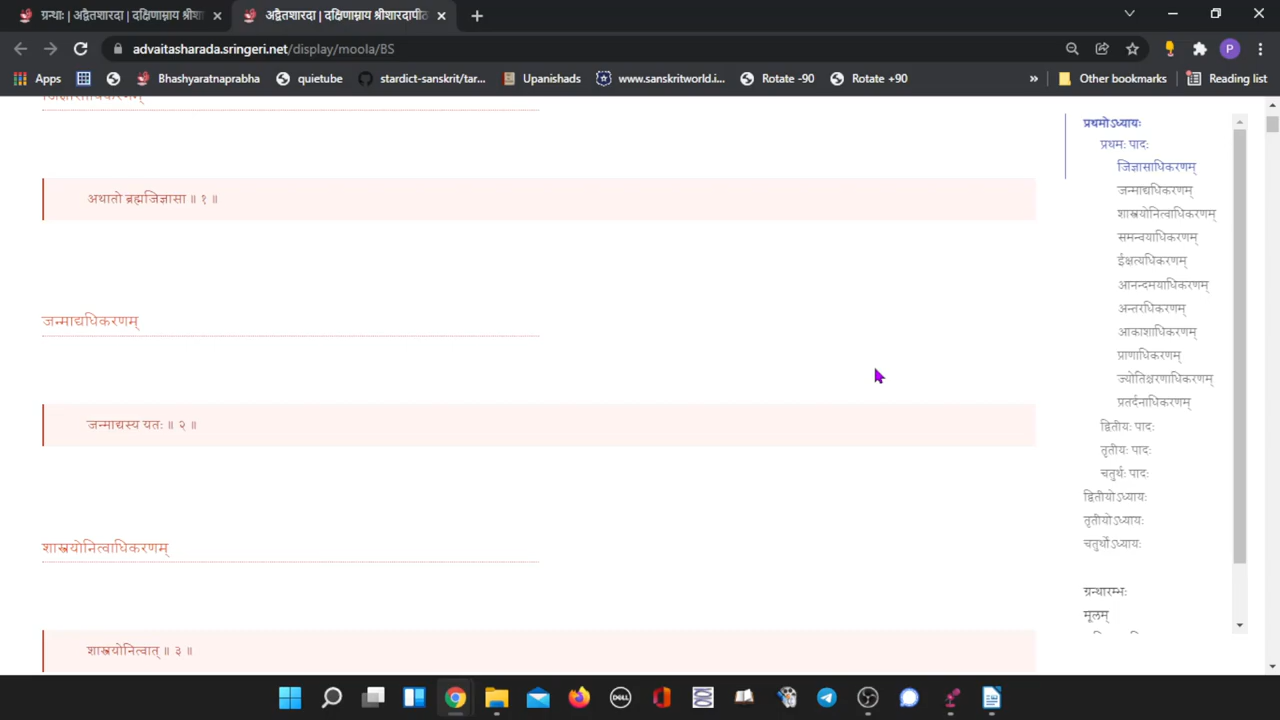 ग्रन्थाः | अद्वैतशारदा | दक्षिणाम्नाय श्रीशार
अद्वैतशारदा | दक्षिणाम्नाय श्रीशारदापीठ
advaitasharada.sringeri.net/display/moola/BS
P
Apps
Bhashyaratnaprabha
quietube
stardict-sanskrit/tar...
Upanishads
www.sanskritworld.i...
Rotate -90
Rotate +90
»
Other bookmarks
Reading list
जिज्ञासाधिकरणम्
अथातो ब्रह्मजिज्ञासा ॥ १ ॥
जन्माद्यधिकरणम्
जन्माद्यस्य यतः ॥ २ ॥
शास्त्रयोनित्वाधिकरणम्
शास्त्रयोनित्वात् ॥ ३ ॥
प्रथमोऽध्यायः
प्रथमः पादः
जिज्ञासाधिकरणम्
जन्माद्यधिकरणम्
शास्त्रयोनित्वाधिकरणम्
समन्वयाधिकरणम्
ईक्षत्यधिकरणम्
आनन्दमयाधिकरणम्
अन्तरधिकरणम्
आकाशाधिकरणम्
प्राणाधिकरणम्
ज्योतिश्चरणाधिकरणम्
प्रतर्दनाधिकरणम्
द्वितीयः पादः
तृतीयः पादः
चतुर्थः पादः
द्वितीयोऽध्यायः
तृतीयोऽध्यायः
चतुर्थोऽध्यायः
ग्रन्थारम्भः
मूलम्
DELL